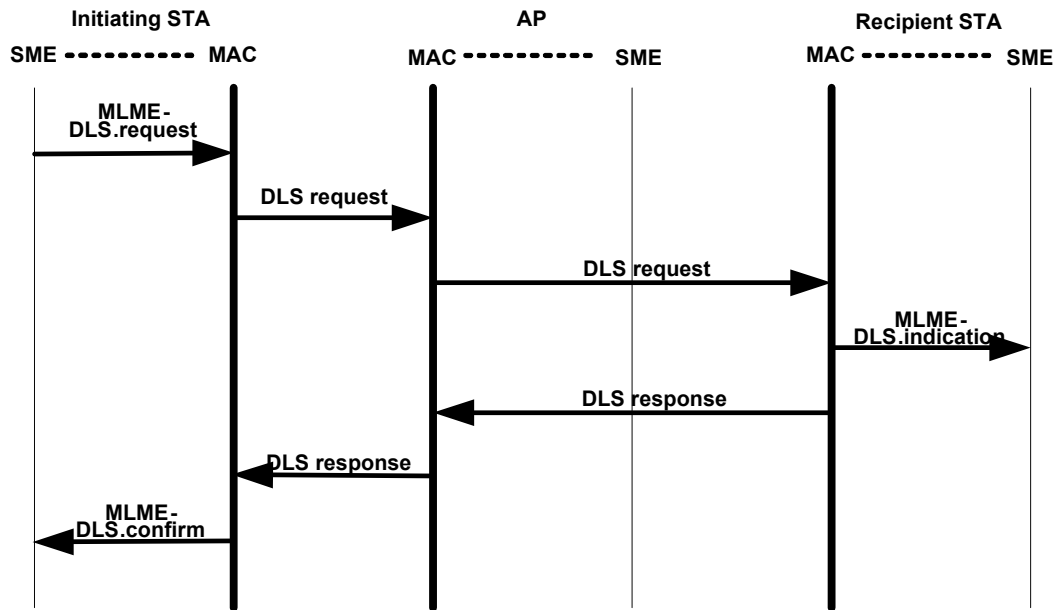 Initiating STA
AP
Recipient STA
SME
MAC
MAC
SME
MAC
SME
MLME-
DLS.request
DLS request
DLS request
MLME-
DLS.indication
DLS response
DLS response
MLME-
DLS.confirm